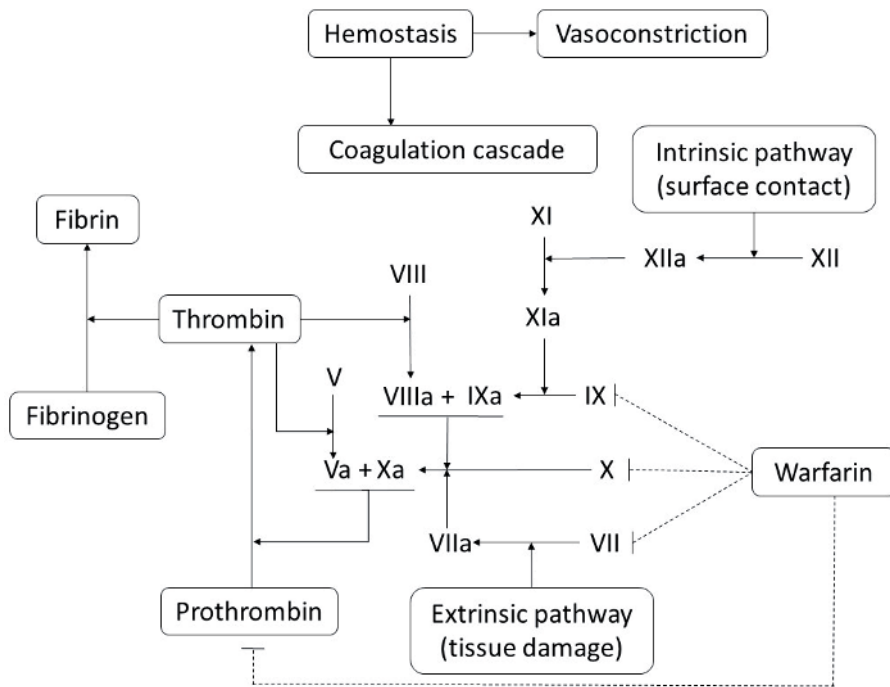 Hemostasis
Vasoconstriction
Coagulation cascade
Intrinsic pathway
(surface contact)
Fibrin
XI
VIII
XIIa
XII
Thrombin
XIa
V
Fibrinogen
VIIIa + IXa
IX
Va + Xa
X
Warfarin
VIIa
VII
Prothrombin
Extrinsic pathway
(tissue damage)